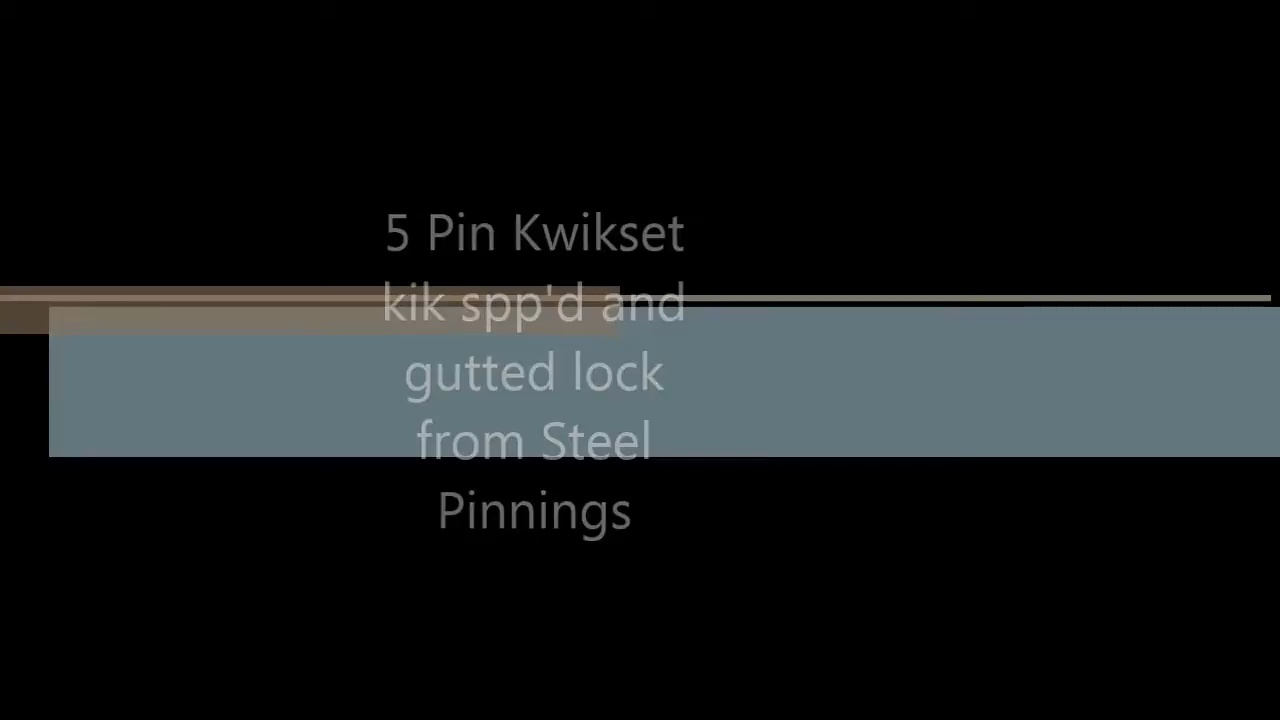 5 Pin Kwikset
kik spp'd and
gutted lock
from Steel
Pinnings